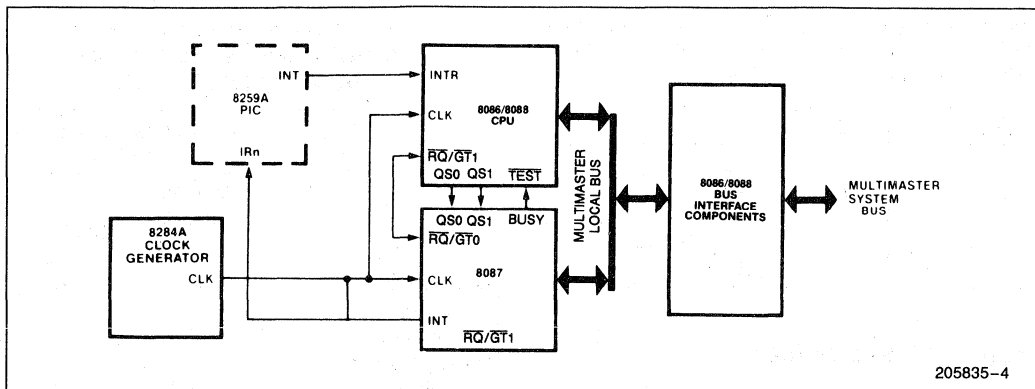 INT
8259A
PIC
IRn
8284A
CLOCK
GENERATOR
CLK
INTR
8086/8088
CPU
CLK
RQ/GT1
QS0 QS1 TEST
QS0 QS1 BUSY
RQ/GT0
8087
CLK
INT
RQ/GT1
MULTIMASTER
LOCAL BUS
8086/8088
BUS
INTERFACE
COMPONENTS
MULTIMASTER
SYSTEM
BUS
205835-4